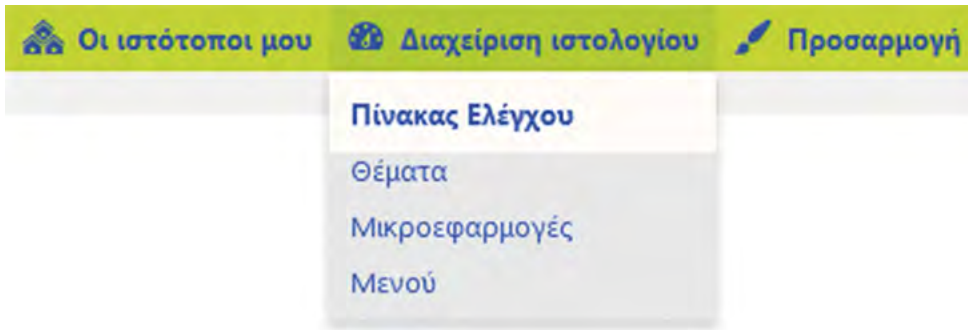 Οι ιστότοποι μου Διαχείριση ιστολογίου Προσαρμογή
Πίνακας Ελέγχου
Θέματα
Μικροεφαρμογές
Μενού